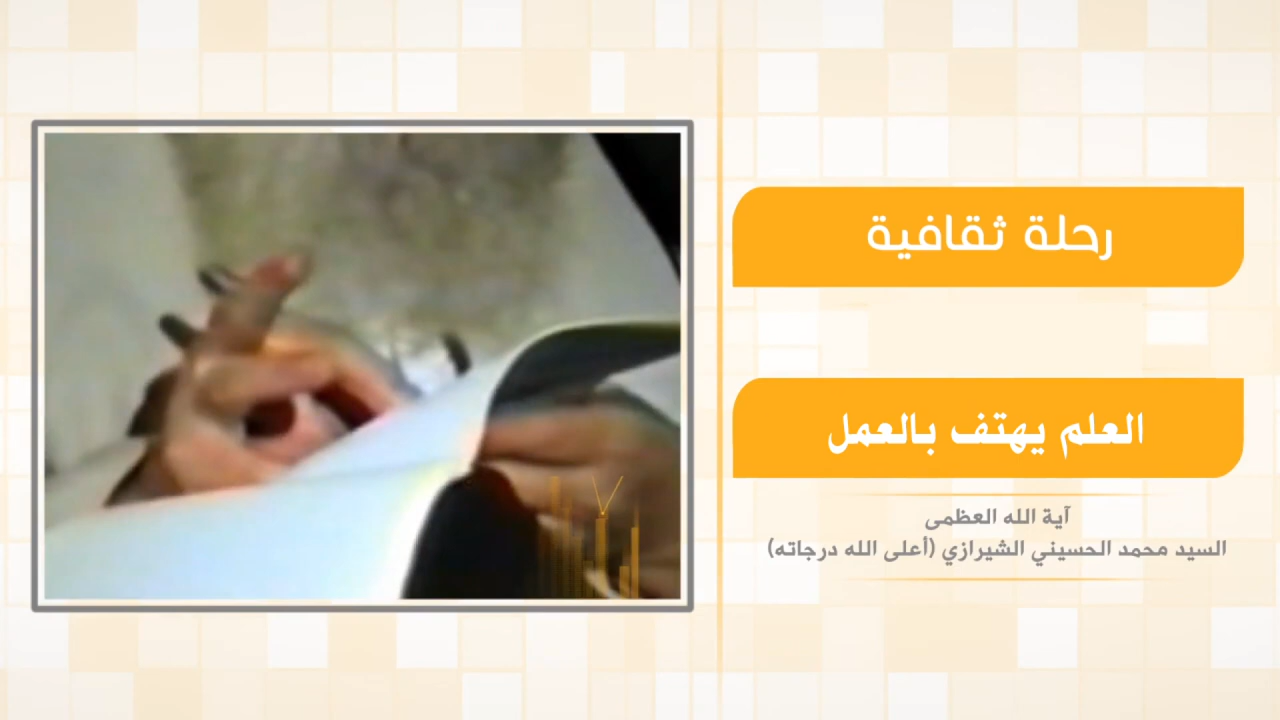 رحلة ثقافية
العلم يهتف بالعمل
آية الله العظمى
السيد محمد الحسيني الشيرازي (أعلى الله درجاته)